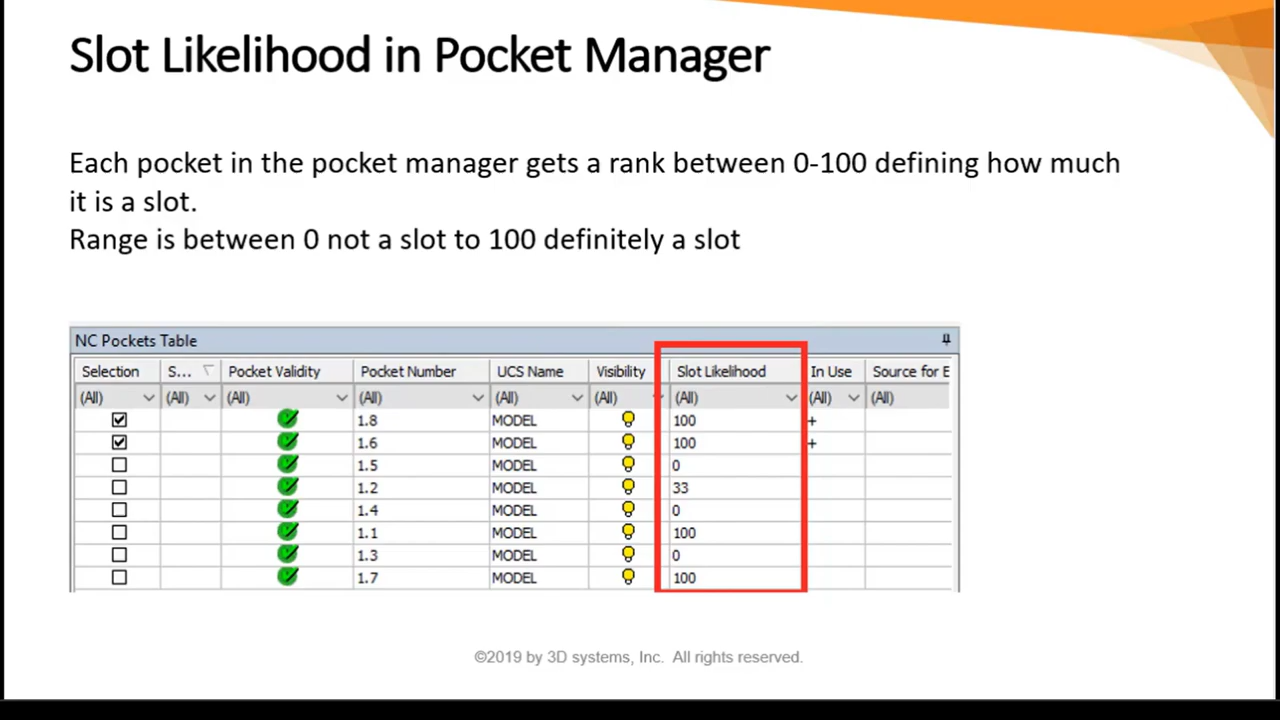 Slot Likelihood in Pocket Manager
Each pocket in the pocket manager gets a rank between 0-100 defining how much
it is a slot.
Range is between 0 not a slot to 100 definitely a slot
NC Pockets Table
Selection S... Pocket Validity Pocket Number UCS Name Visibility Slot Likelihood In Use Source for E
(All) (All) (All) (All) (All) (All) (All) (All) (All)
1.8 MODEL 100 +
1.6 MODEL 100 +
1.5 MODEL 0
1.2 MODEL 33
1.4 MODEL 0
1.1 MODEL 100
1.3 MODEL 0
1.7 MODEL 100
©2019 by 3D systems, Inc. All rights reserved.